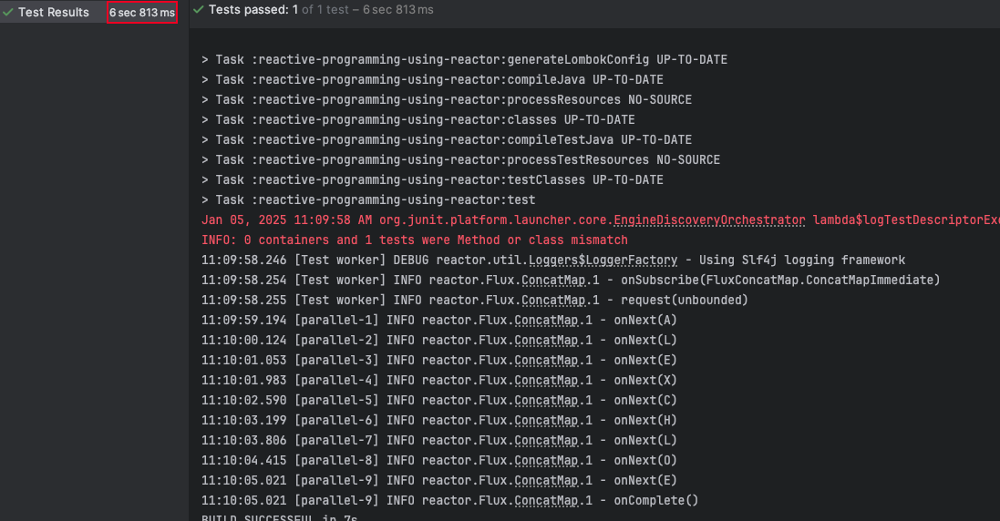 Test Results 6 sec 813 ms
Tests passed: 1 of 1 test – 6 sec 813 ms
> Task :reactive-programming-using-reactor:generateLombokConfig UP-TO-DATE
> Task :reactive-programming-using-reactor:compileJava UP-TO-DATE
> Task :reactive-programming-using-reactor:processResources NO-SOURCE
> Task :reactive-programming-using-reactor:classes UP-TO-DATE
> Task :reactive-programming-using-reactor:compileTestJava UP-TO-DATE
> Task :reactive-programming-using-reactor:processTestResources NO-SOURCE
> Task :reactive-programming-using-reactor:testClasses UP-TO-DATE
> Task :reactive-programming-using-reactor:test
Jan 05, 2025 11:09:58 AM org.junit.platform.launcher.core.EngineDiscoveryOrchestrator lambda$logTestDescriptorExc
INFO: 0 containers and 1 tests were Method or class mismatch
11:09:58.246 [Test worker] DEBUG reactor.util.Loggers$LoggerFactory - Using Slf4j logging framework
11:09:58.254 [Test worker] INFO reactor.Flux.ConcatMap.1 - onSubscribe(FluxConcatMap.ConcatMapImmediate)
11:09:58.255 [Test worker] INFO reactor.Flux.ConcatMap.1 - request(unbounded)
11:09:59.194 [parallel-1] INFO reactor.Flux.ConcatMap.1 - onNext(A)
11:10:00.124 [parallel-2] INFO reactor.Flux.ConcatMap.1 - onNext(L)
11:10:01.053 [parallel-3] INFO reactor.Flux.ConcatMap.1 - onNext(E)
11:10:01.983 [parallel-4] INFO reactor.Flux.ConcatMap.1 - onNext(X)
11:10:02.590 [parallel-5] INFO reactor.Flux.ConcatMap.1 - onNext(C)
11:10:03.199 [parallel-6] INFO reactor.Flux.ConcatMap.1 - onNext(H)
11:10:03.806 [parallel-7] INFO reactor.Flux.ConcatMap.1 - onNext(L)
11:10:04.415 [parallel-8] INFO reactor.Flux.ConcatMap.1 - onNext(O)
11:10:05.021 [parallel-9] INFO reactor.Flux.ConcatMap.1 - onNext(E)
11:10:05.021 [parallel-9] INFO reactor.Flux.ConcatMap.1 - onComplete()
BUILD SUCCESSFUL in 7s